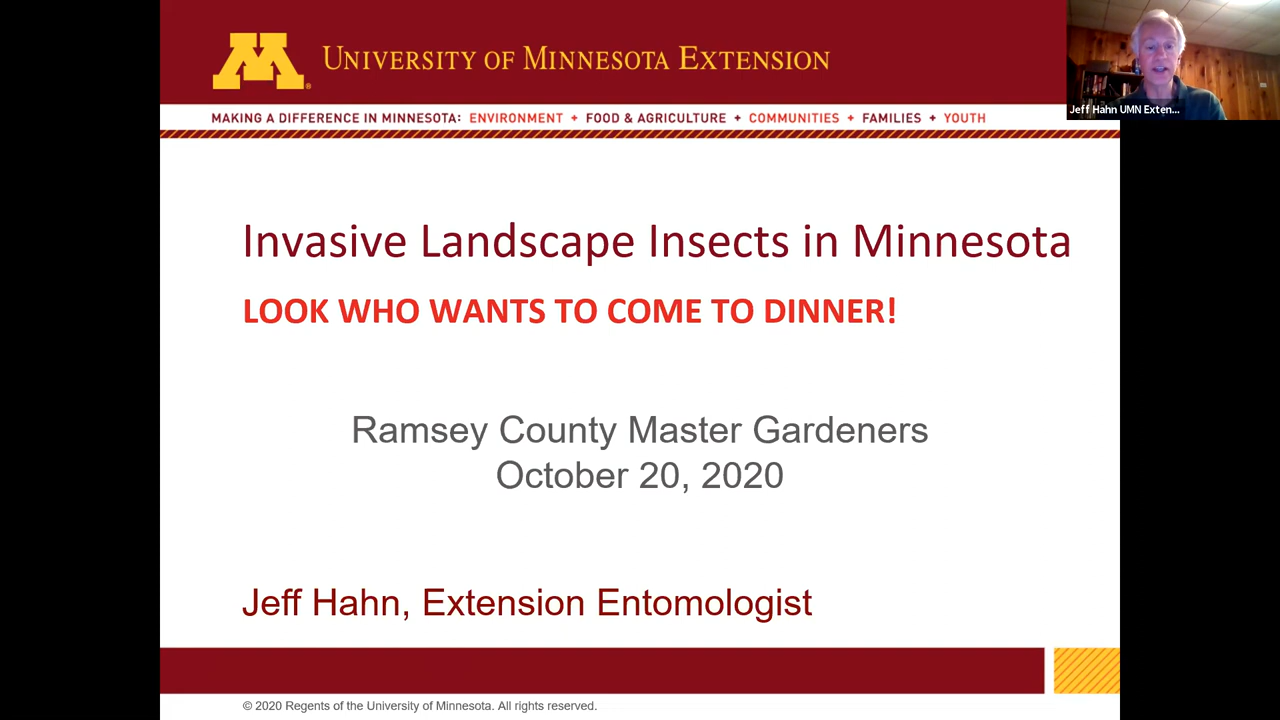 UNIVERSITY OF MINNESOTA EXTENSION
Jeff Hahn UMN Exten...
MAKING A DIFFERENCE IN MINNESOTA: ENVIRONMENT + FOOD & AGRICULTURE + COMMUNITIES + FAMILIES + YOUTH
Invasive Landscape Insects in Minnesota
LOOK WHO WANTS TO COME TO DINNER!
Ramsey County Master Gardeners
October 20, 2020
Jeff Hahn, Extension Entomologist
© 2020 Regents of the University of Minnesota. All rights reserved.